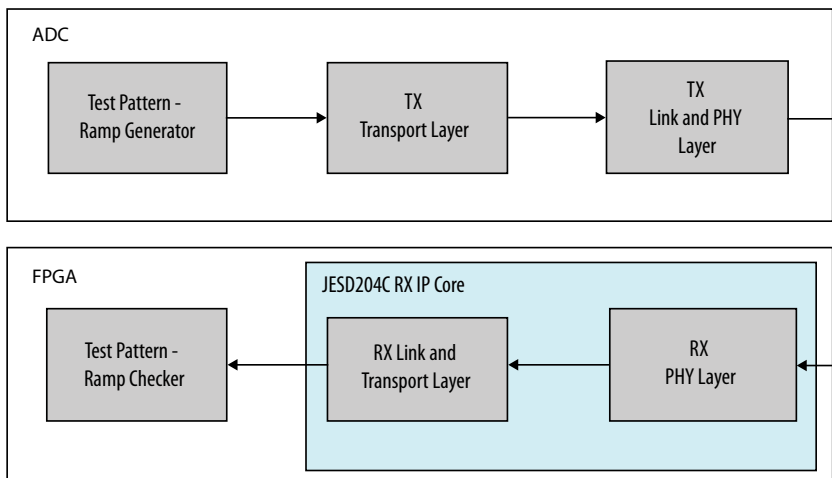 ADC
Test Pattern -
Ramp Generator
TX
Transport Layer
TX
Link and PHY
Layer
FPGA
JESD204C RX IP Core
Test Pattern -
Ramp Checker
RX Link and
Transport Layer
RX
PHY Layer